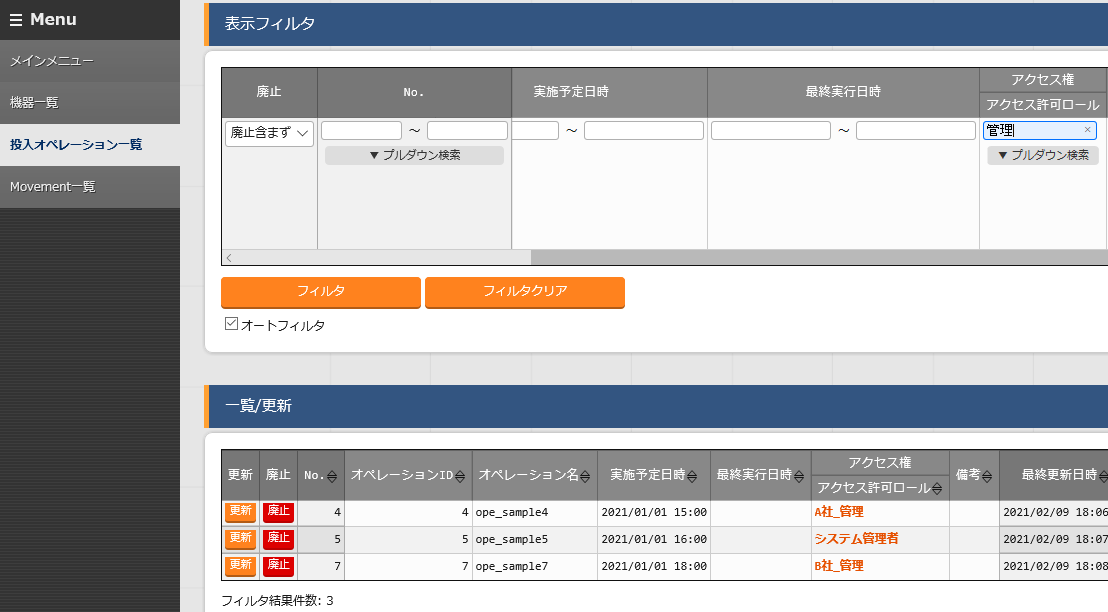 ☰ Menu
メインメニュー
機器一覧
投入オペレーション一覧
Movement一覧
表示フィルタ
廃止 No. 実施予定日時 最終実行日時 アクセス権
アクセス許可ロール
廃止含まず ～ ～ ～ 管理 ×
▼プルダウン検索 ▼プルダウン検索
フィルタ フィルタクリア
オートフィルタ
一覧/更新
更新 廃止 No. オペレーションID オペレーション名 実施予定日時 最終実行日時 アクセス権 備考 最終更新日時
アクセス許可ロール
更新 廃止 4 4 ope_sample4 2021/01/01 15:00 A社_管理 2021/02/09 18:06
更新 廃止 5 5 ope_sample5 2021/01/01 16:00 システム管理者 2021/02/09 18:07
更新 廃止 7 7 ope_sample7 2021/01/01 18:00 B社_管理 2021/02/09 18:08
フィルタ結果件数: 3